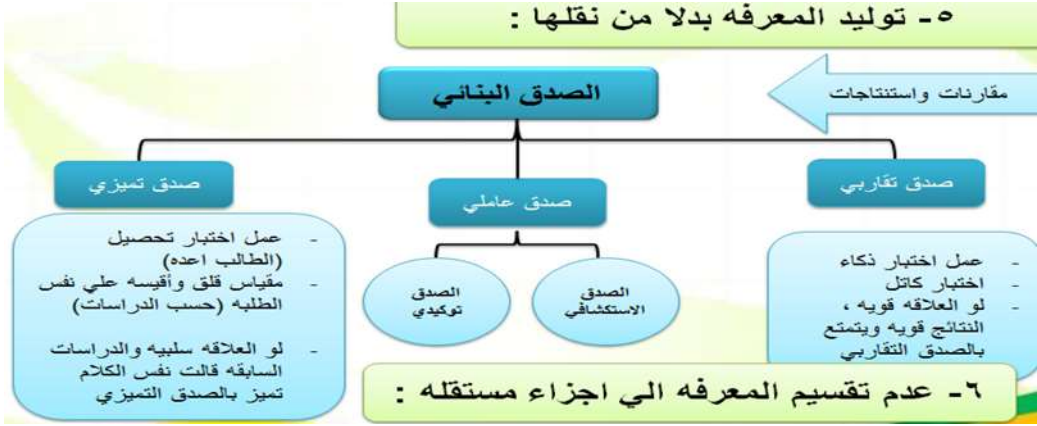 ٥- توليد المعرفه بدلا من نقلها :
مقارنات واستنتاجات
الصدق البنائي
صدق تقاربي
صدق عاملي
صدق تميزي
- عمل اختبار ذكاء
- اختبار كاتل
- لو العلاقه قويه ،
النتائج قويه ويتمتع
بالصدق التقاربي
الصدق
الاستكشافي
الصدق
توكيدي
- عمل اختبار تحصيل
(الطالب اعده)
- مقياس قلق وأقيسه علي نفس
الطلبه (حسب الدراسات)
- لو العلاقه سلبيه والدراسات
السابقه قالت نفس الكلام
تميز بالصدق التميزي
٦- عدم تقسيم المعرفه الي اجزاء مستقله :